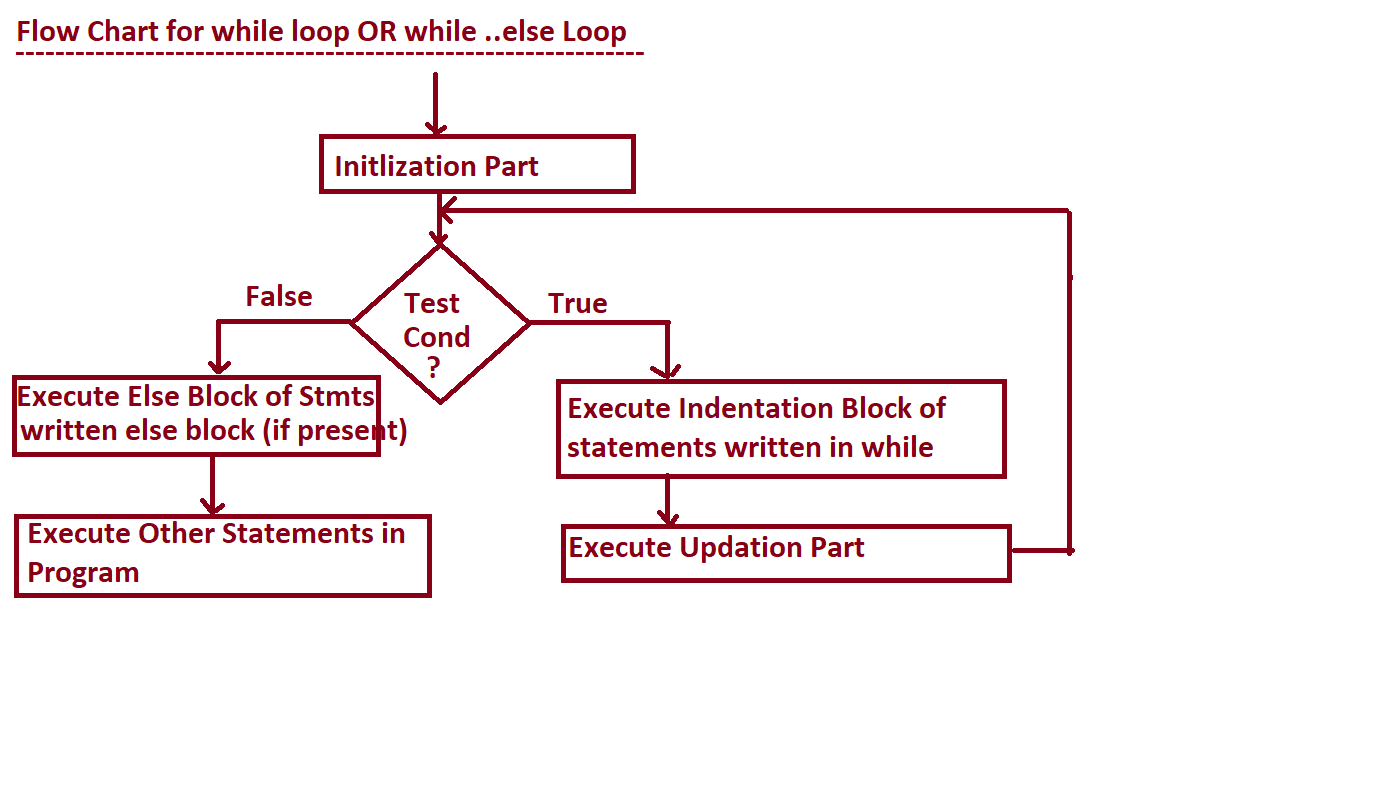 Flow Chart for while loop OR while ..else Loop
Initlization Part
False
Test
Cond
?
True
Execute Else Block of Stmts
written else block (if present)
Execute Indentation Block of
statements written in while
Execute Other Statements in
Program
Execute Updation Part